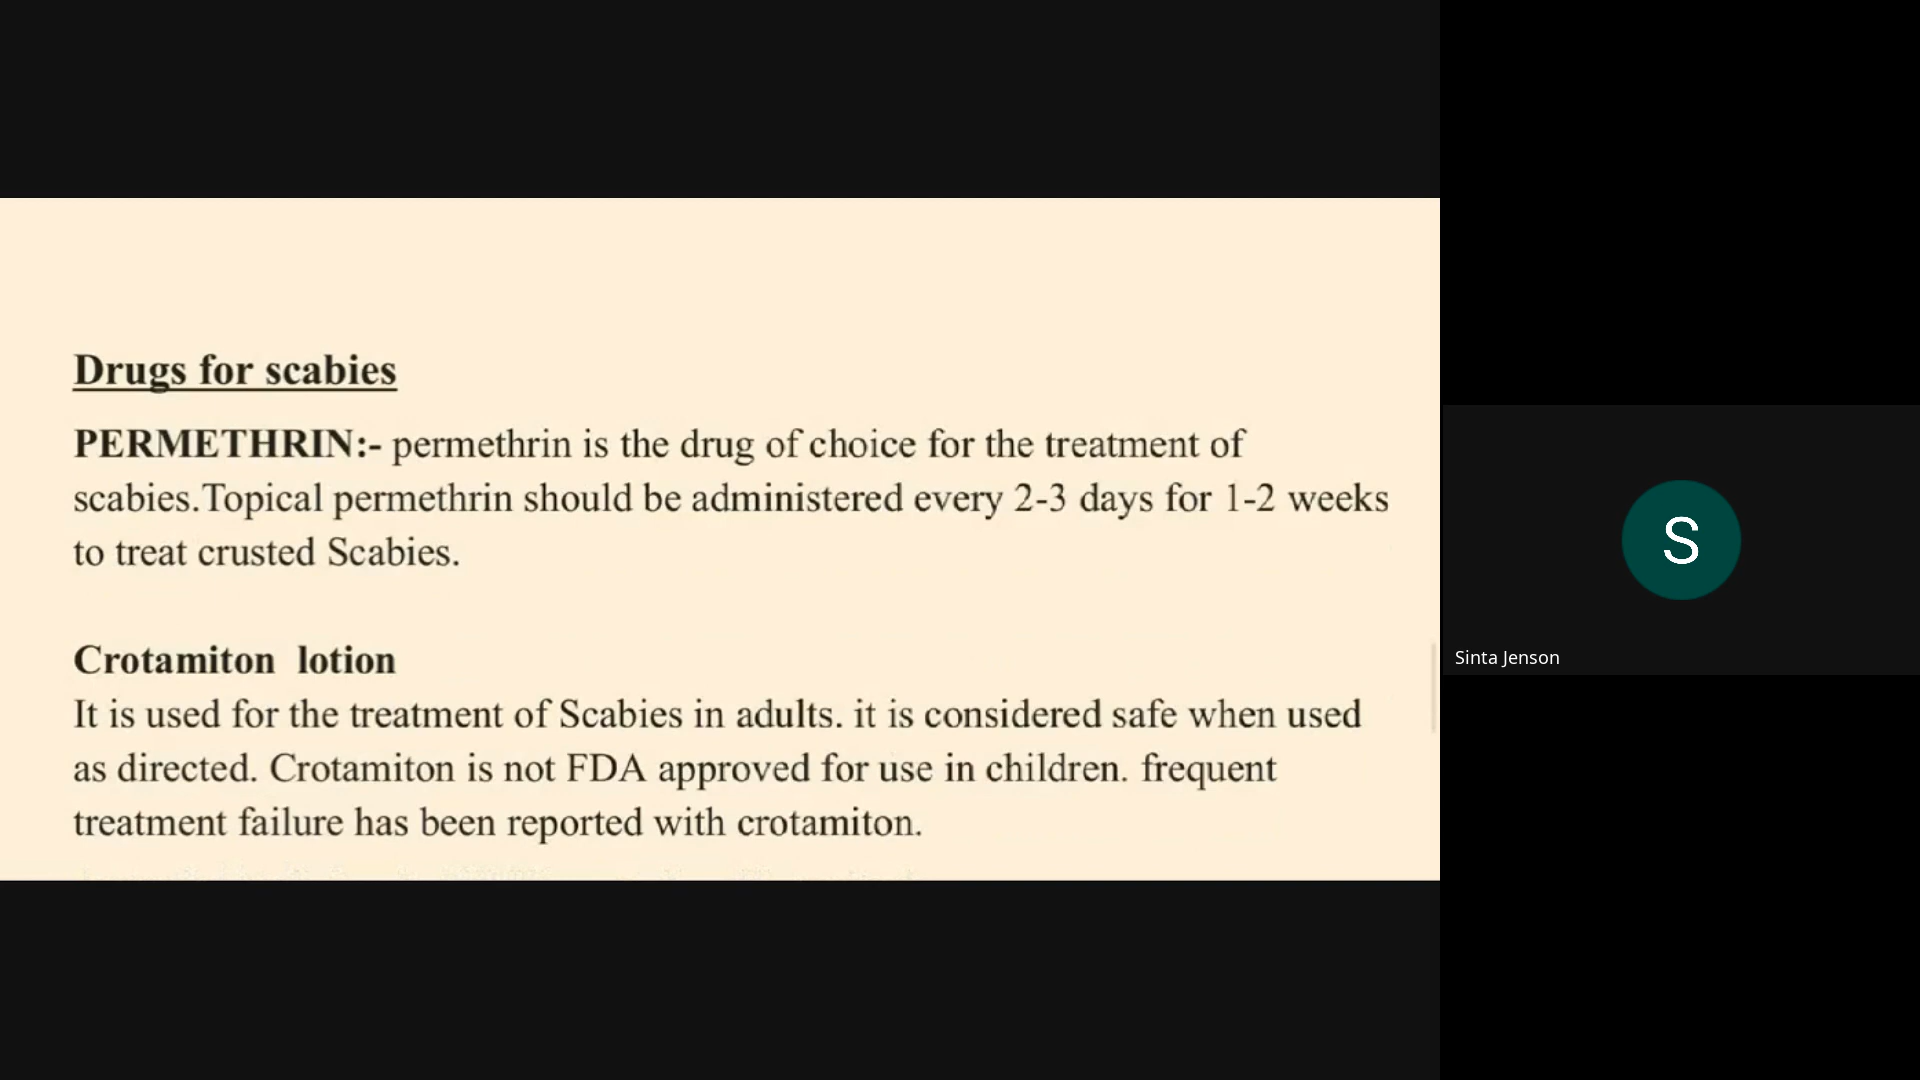 Drugs for scabies
PERMETHRIN:- permethrin is the drug of choice for the treatment of
scabies.Topical permethrin should be administered every 2-3 days for 1-2 weeks
to treat crusted Scabies.
Crotamiton lotion
It is used for the treatment of Scabies in adults. it is considered safe when used
as directed. Crotamiton is not FDA approved for use in children. frequent
treatment failure has been reported with crotamiton.
S
Sinta Jenson